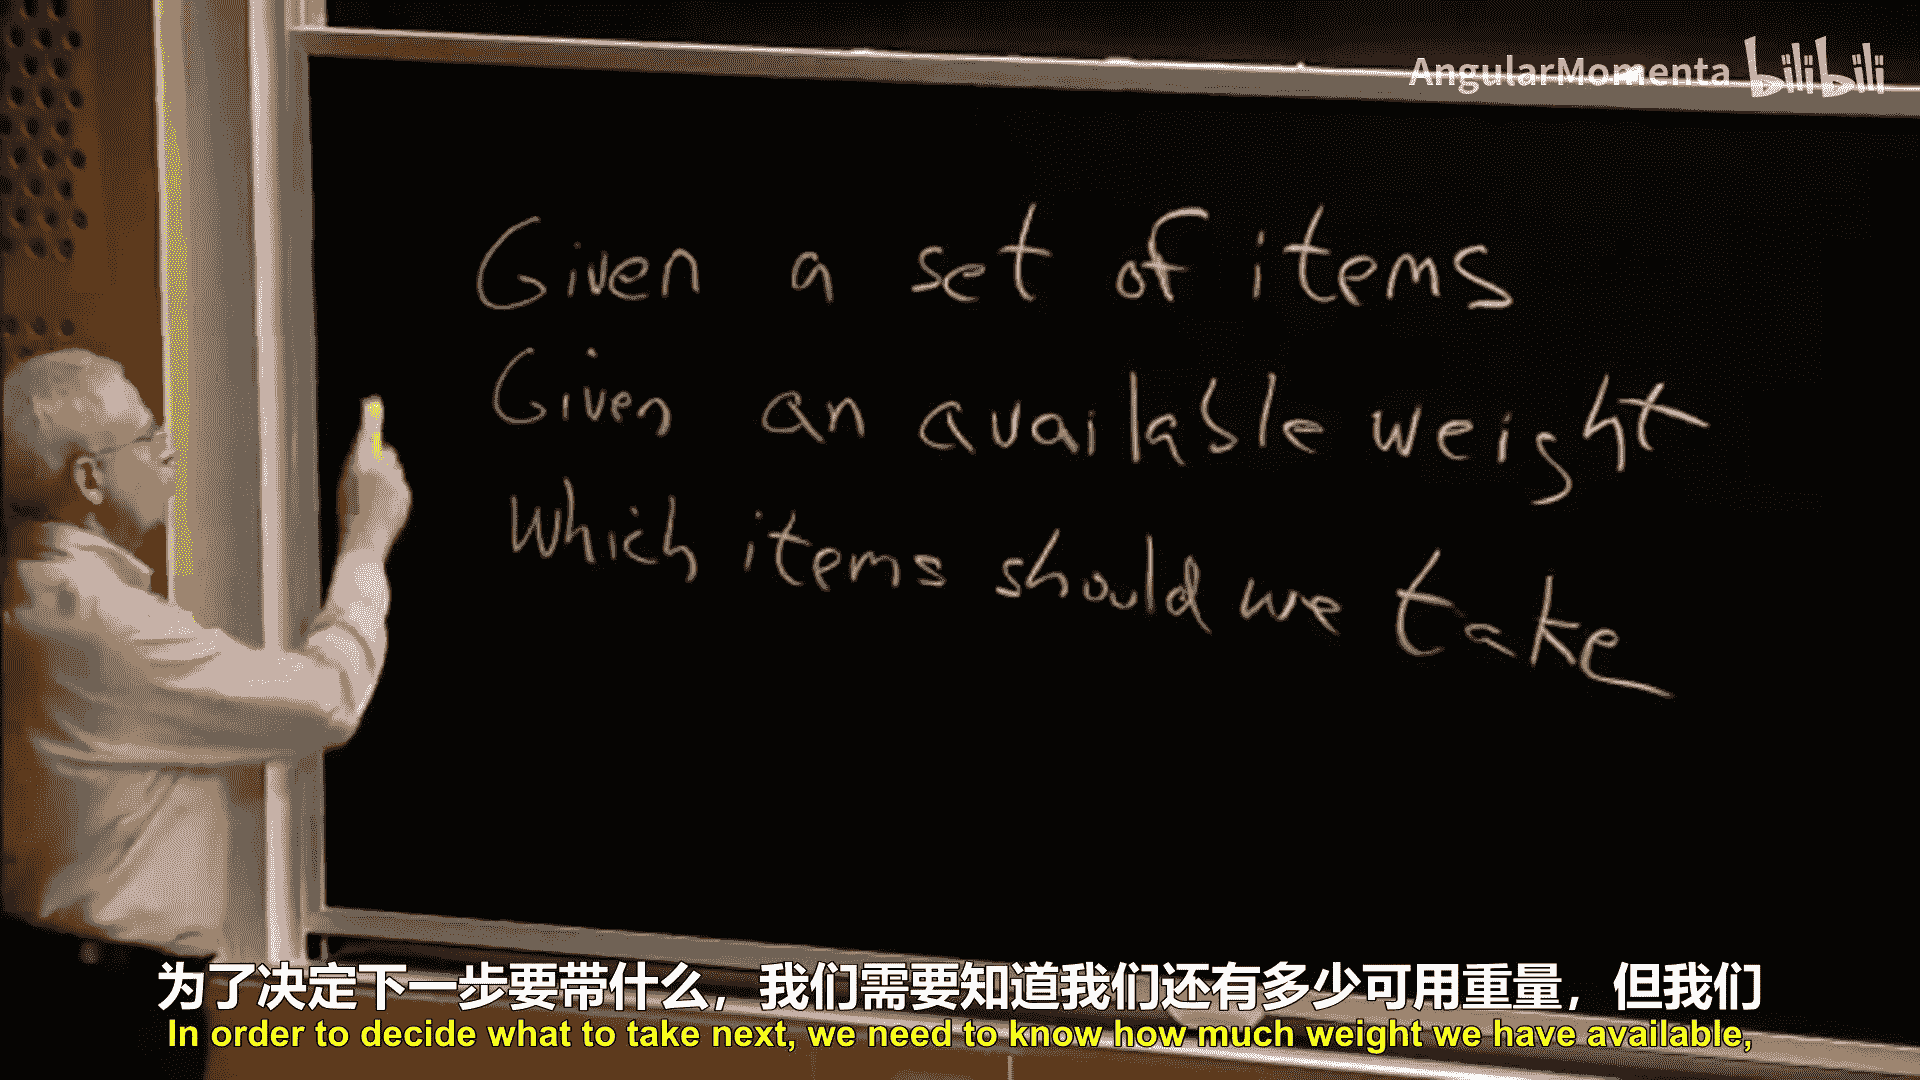 AngularMomenta bilibili
Given a set of items
Given an available weight
Which items should we take
为了决定下一步要带什么，我们需要知道我们还有多少可用重量，但我们
In order to decide what to take next, we need to know how much weight we have available,